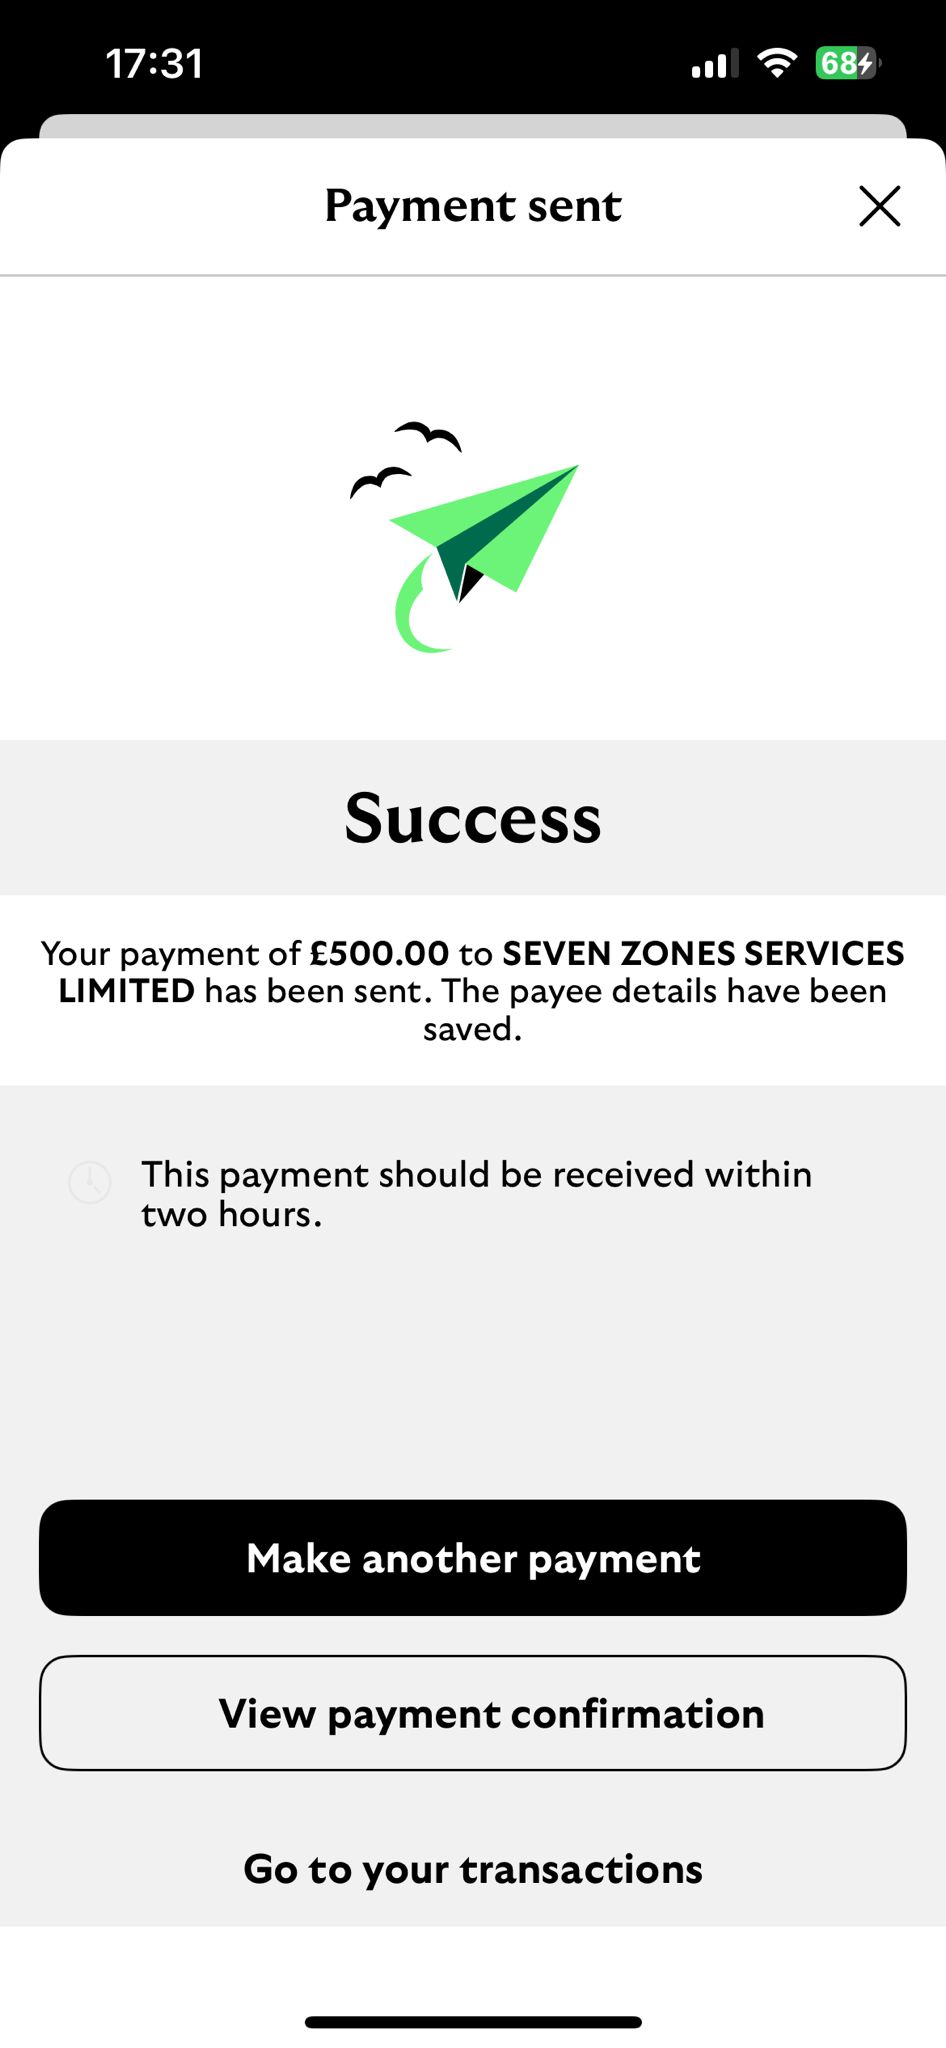 17:31
68
Payment sent
Success
Your payment of £500.00 to SEVEN ZONES SERVICES
LIMITED has been sent. The payee details have been
saved.
This payment should be received within
two hours.
Make another payment
View payment confirmation
Go to your transactions